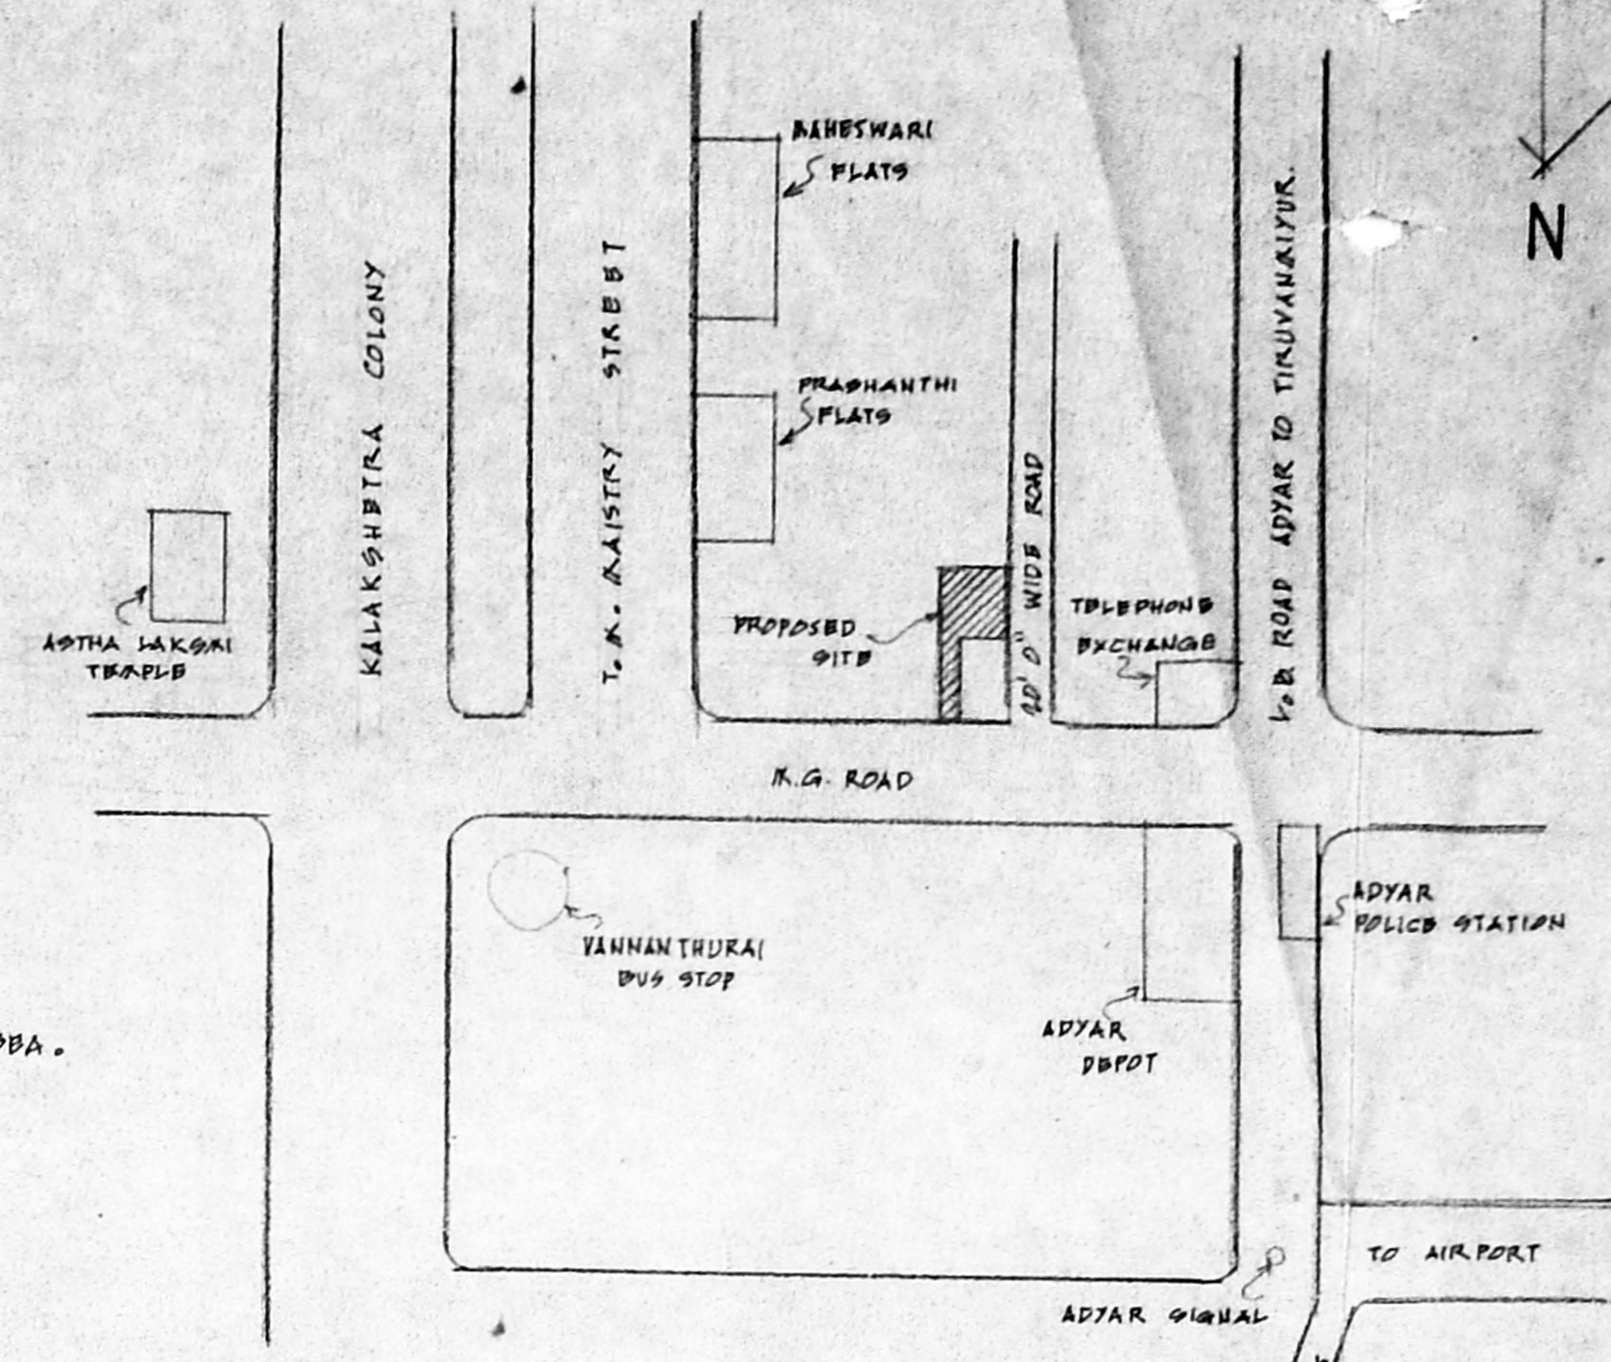 MAHESWARI
FLATS
N
KALAKSHETRA COLONY
T. M. MAISTRY STREET
PRASHANTHI
FLATS
20' 0" WIDE ROAD
L.B. ROAD ADYAR TO TIRUVANMIYUR.
ASTHA LAKSMI
TEMPLE
PROPOSED
SITE
TELEPHONE
EXCHANGE
M.G. ROAD
VANNANTHURAI
BUS STOP
ADYAR
POLICE STATION
ADYAR
DEPOT
TO AIRPORT
ADYAR SIGNAL